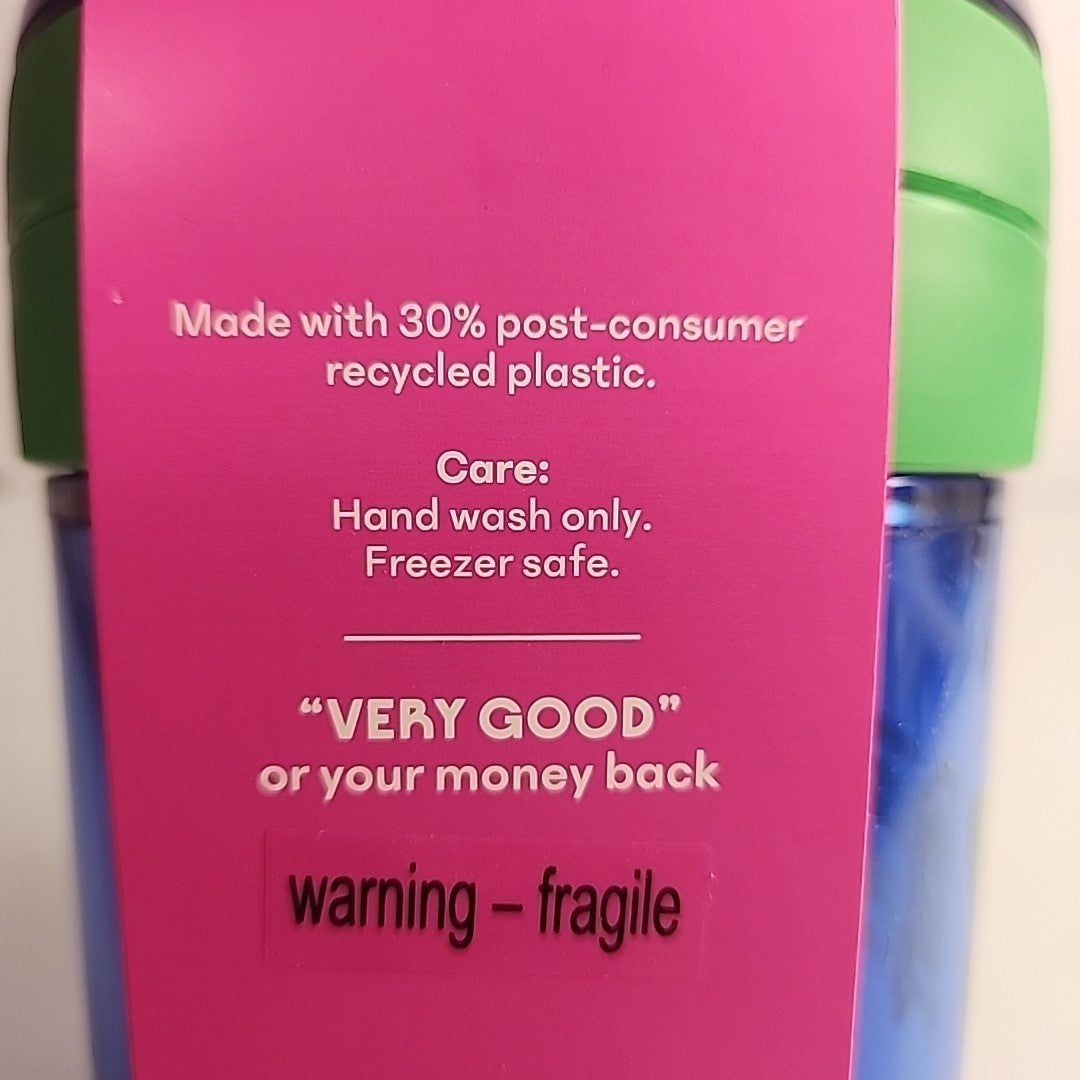 Made with 30% post-consumer
recycled plastic.
Care:
Hand wash only.
Freezer safe.
“VERY GOOD”
or your money back
warning – fragile